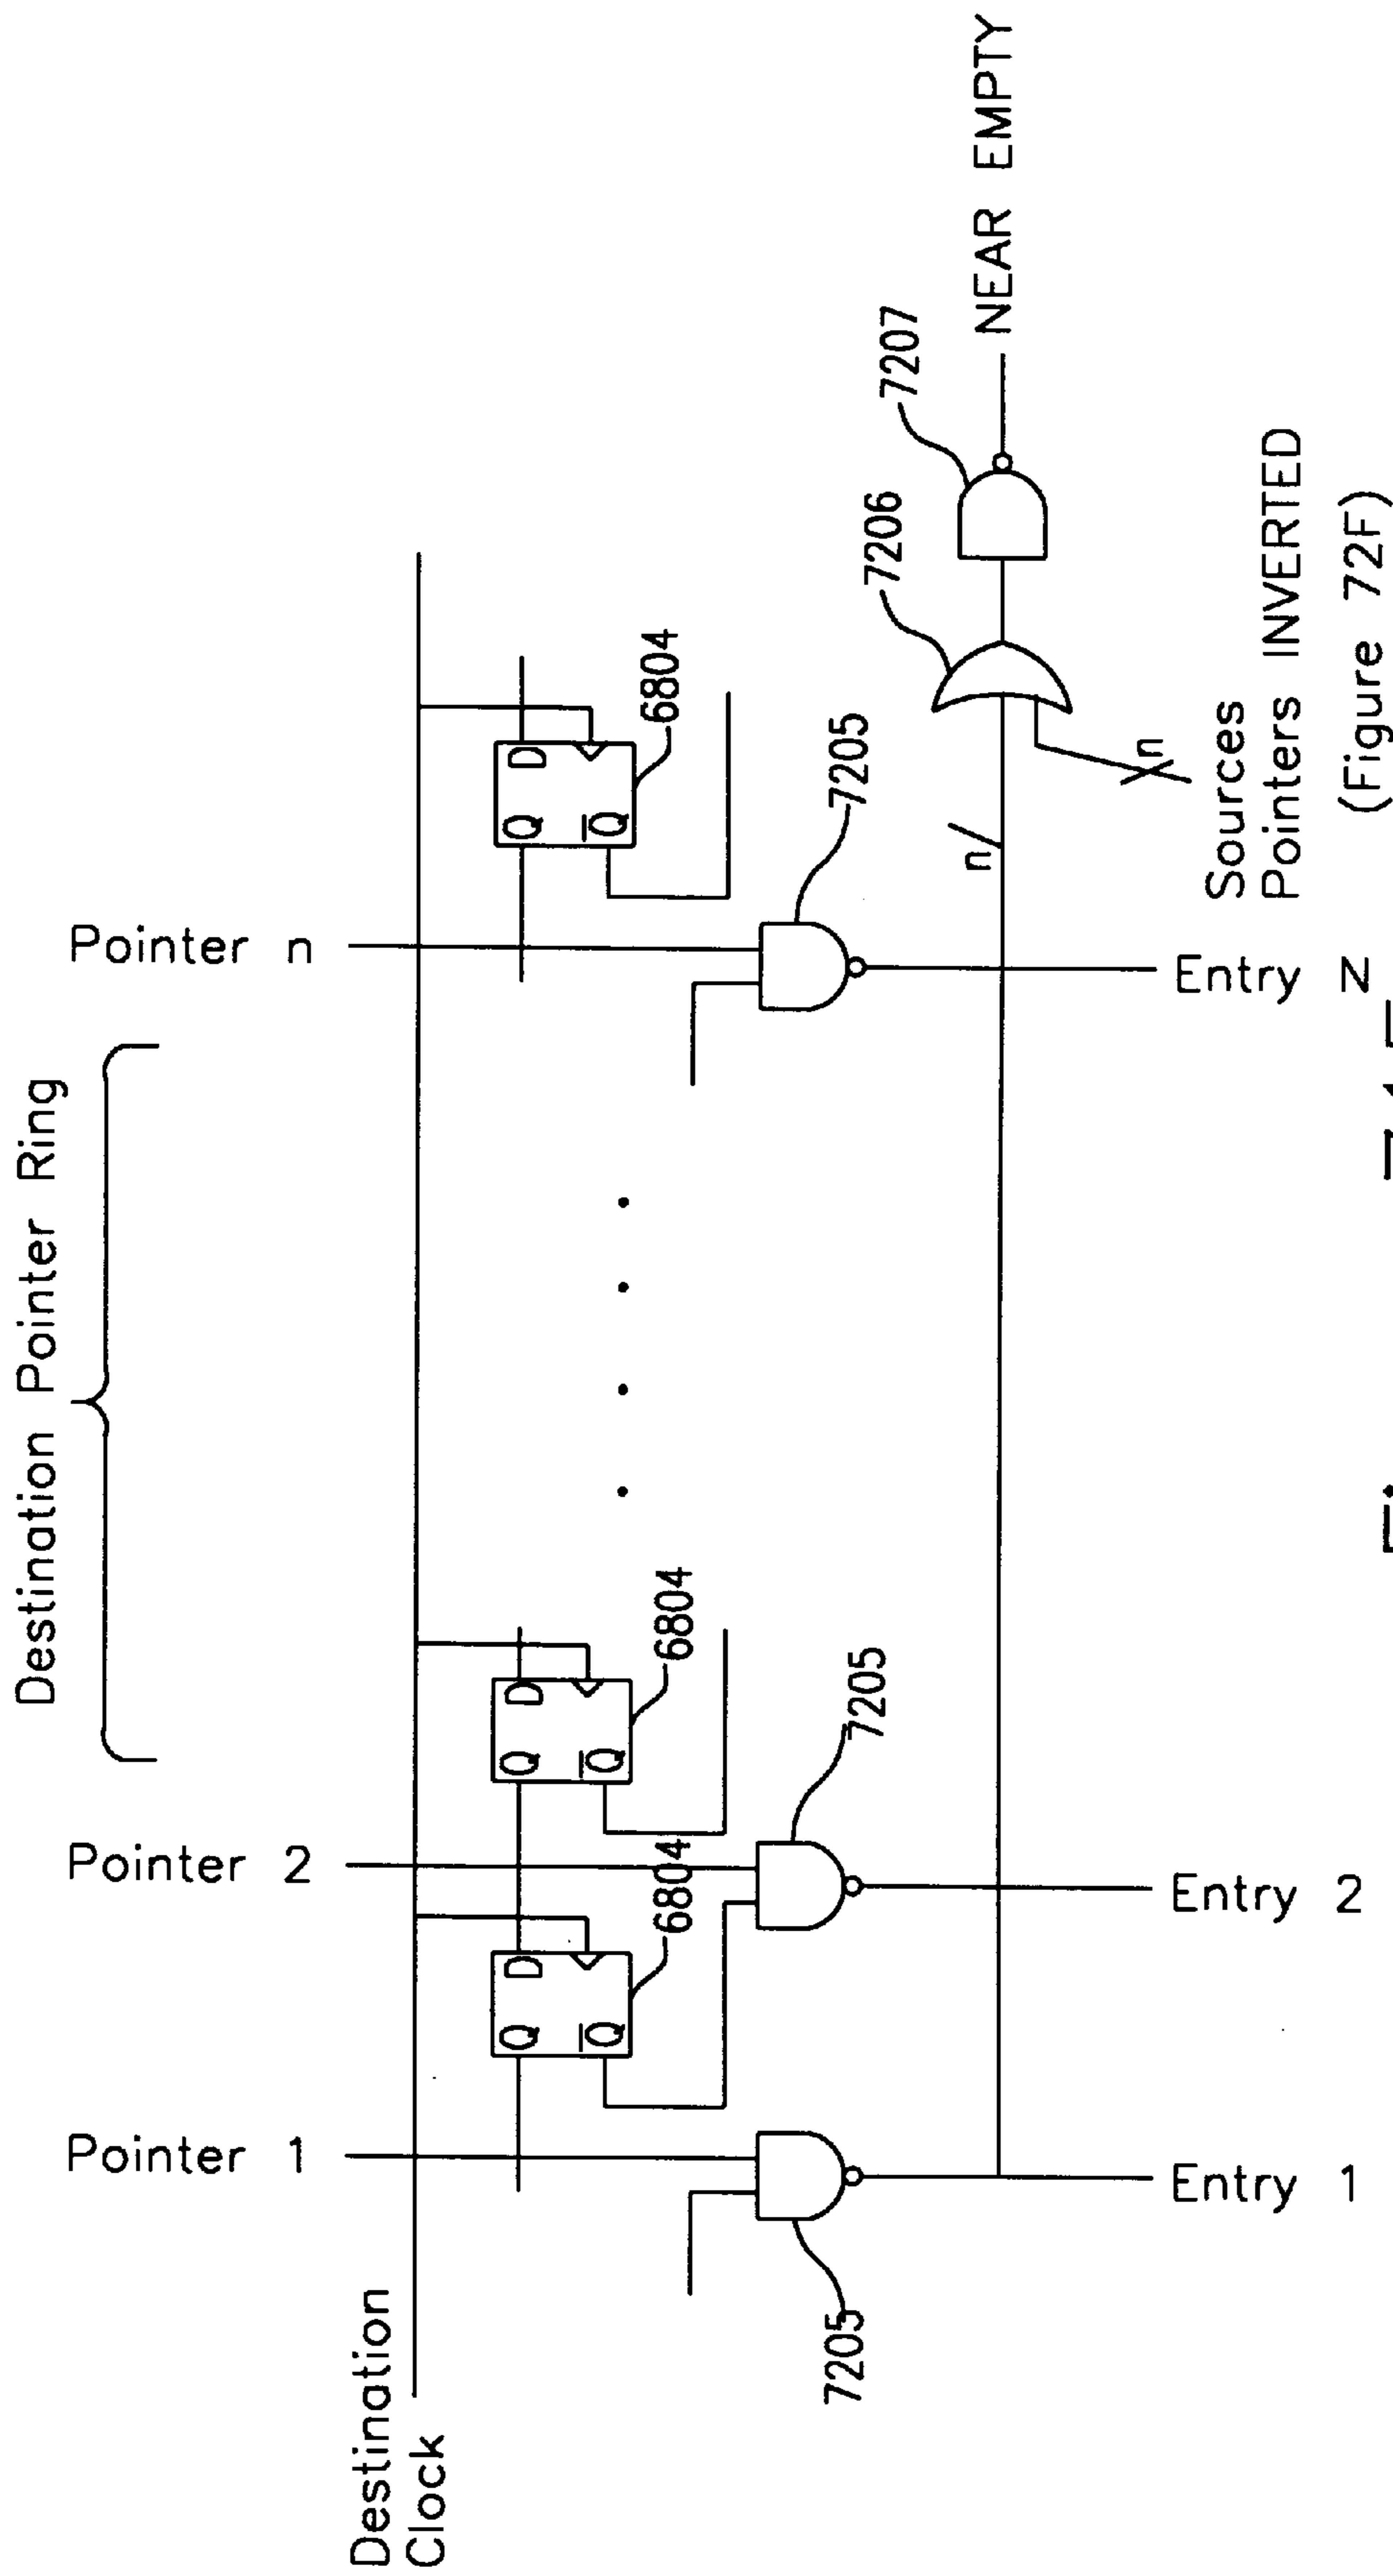 Destination Pointer Ring
Pointer 1
Pointer 2
Pointer n
Destination
Clock
Q
D
Q
6804
Q
D
Q
6804
Q
D
Q
6804
7205
7205
7205
n
7206
7207
NEAR EMPTY
n
Sources
Pointers INVERTED
(Figure 72F)
Entry 1
Entry 2
Entry N